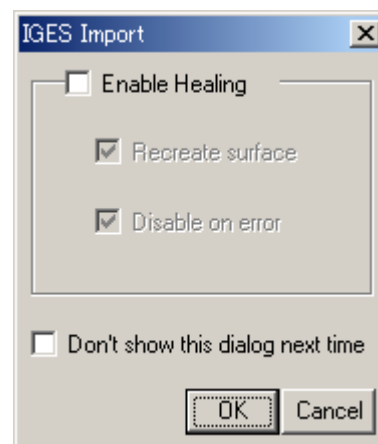 IGES Import
Enable Healing
Recreate surface
Disable on error
Don't show this dialog next time
OK
Cancel